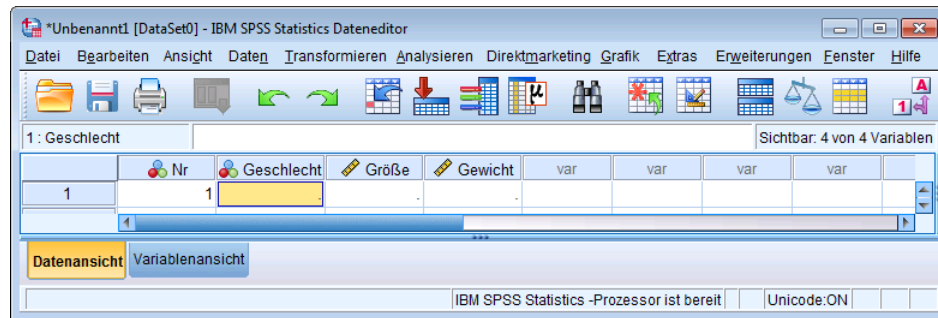 *Unbenannt1 [DataSet0] - IBM SPSS Statistics Dateneditor
Datei Bearbeiten Ansicht Daten Transformieren Analysieren Direktmarketing Grafik Extras Erweiterungen Fenster Hilfe
µ A 1
1 : Geschlecht Sichtbar: 4 von 4 Variablen
Nr Geschlecht Größe Gewicht var var var var
1 1 . . .
Datenansicht Variablenansicht
IBM SPSS Statistics -Prozessor ist bereit Unicode:ON